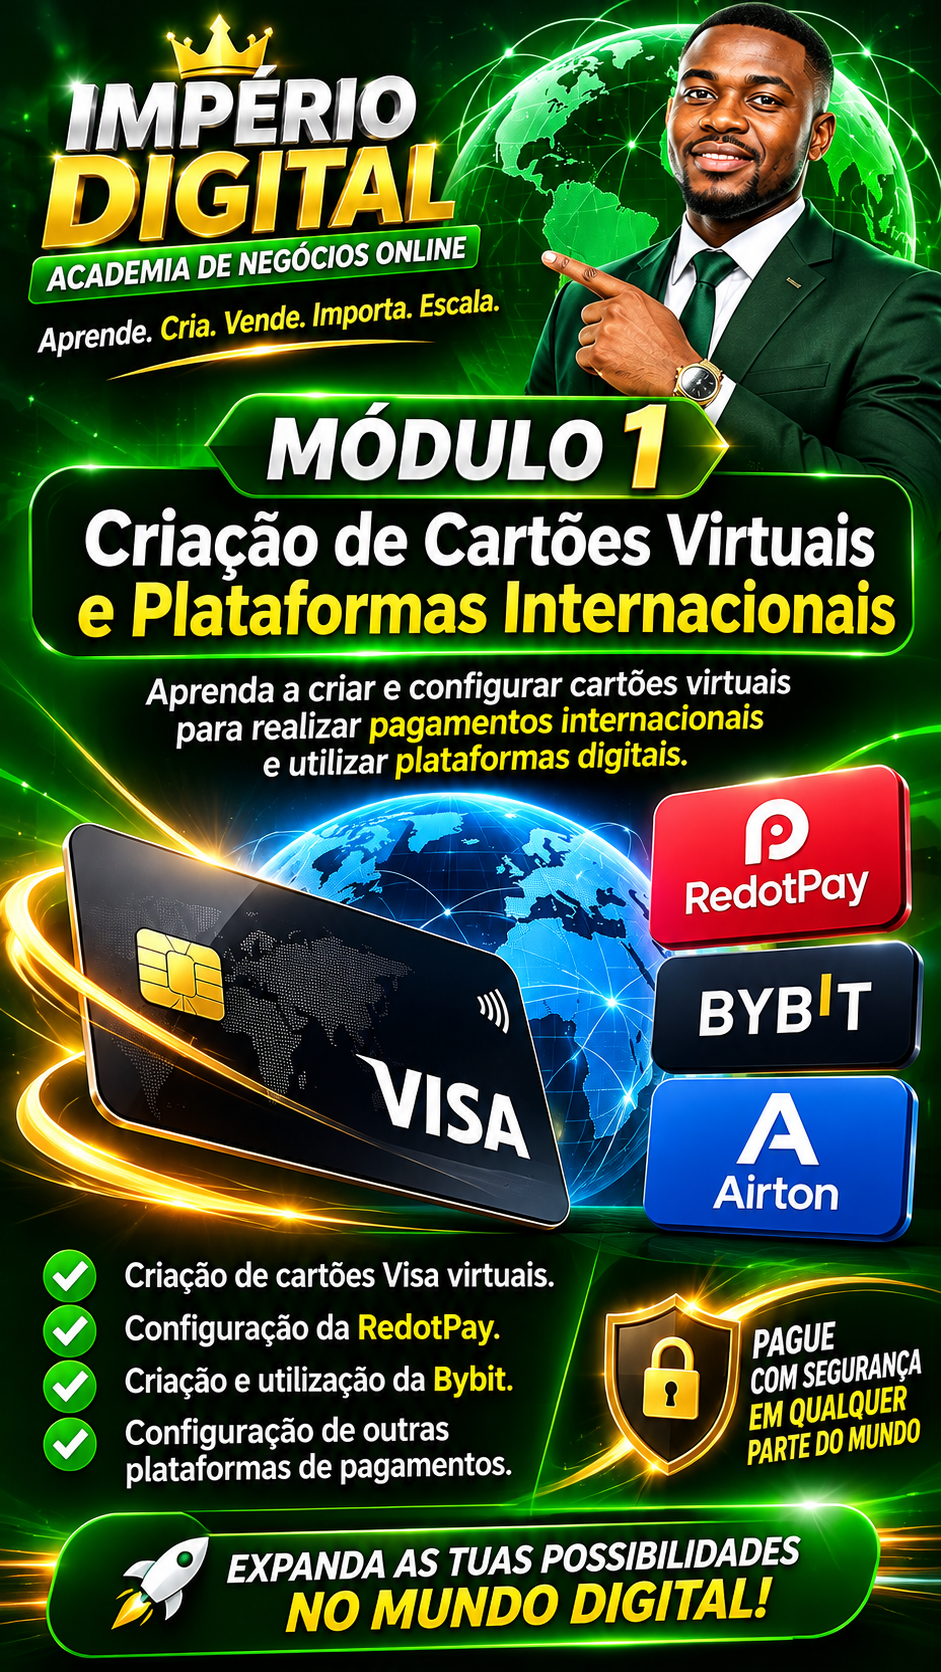 IMPÉRIO
DIGITAL
ACADEMIA DE NEGÓCIOS ONLINE
Aprende. Cria. Vende. Importa. Escala.
MÓDULO 1
Criação de Cartões Virtuais
e Plataformas Internacionais
Aprenda a criar e configurar cartões virtuais
para realizar pagamentos internacionais
e utilizar plataformas digitais.
RedotPay
BYBIT
VISA
A
Airton
Criação de cartões Visa virtuais.
Configuração da RedotPay.
Criação e utilização da Bybit.
Configuração de outras
plataformas de pagamentos.
PAGUE
COM SEGURANÇA
EM QUALQUER
PARTE DO MUNDO
EXPANDA AS TUAS POSSIBILIDADES
NO MUNDO DIGITAL!